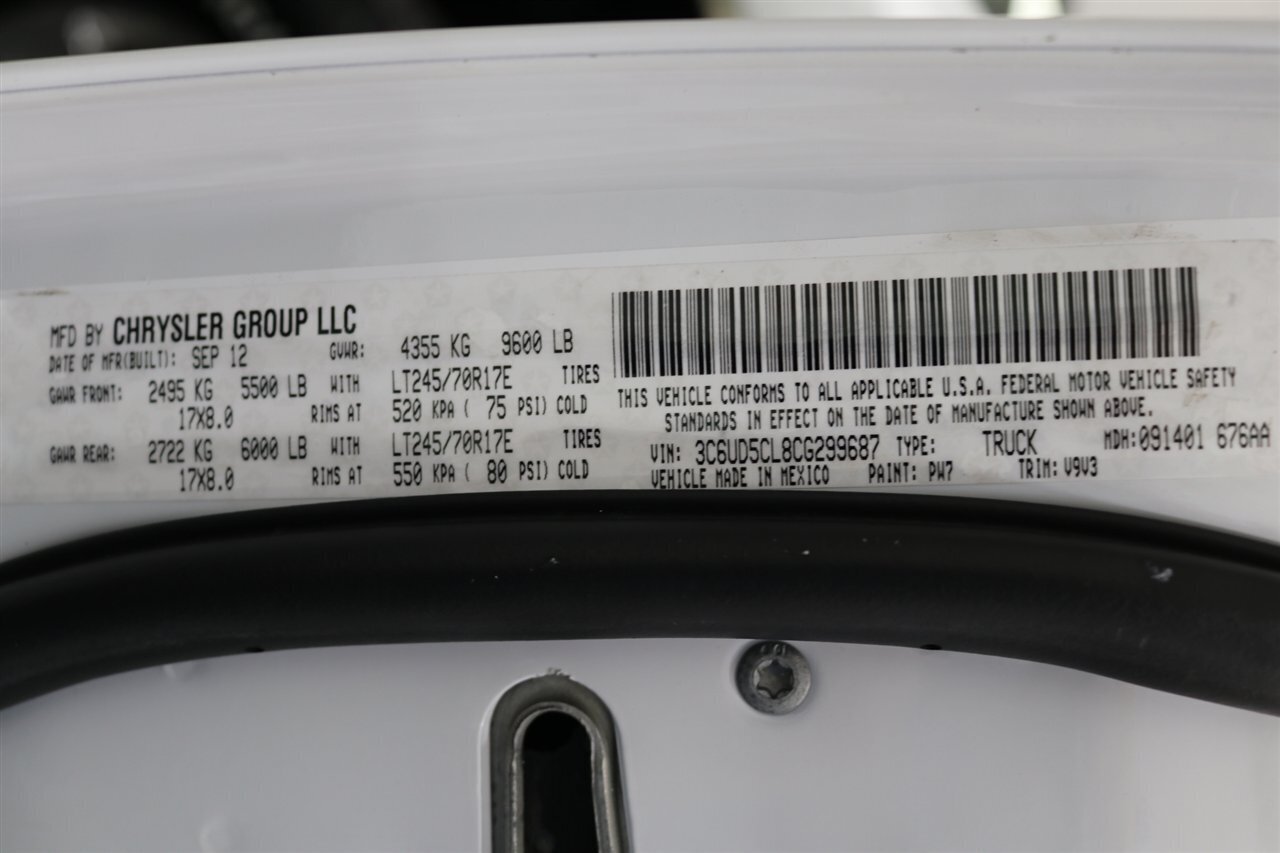 MFD BY CHRYSLER GROUP LLC
DATE OF MFR(BUILT): SEP 12 GVWR: 4355 KG 9600 LB
GAWR FRONT: 2495 KG 5500 LB WITH LT245/70R17E TIRES
17X8.0 RIMS AT 520 KPA ( 75 PSI) COLD
GAWR REAR: 2722 KG 6000 LB WITH LT245/70R17E TIRES
17X8.0 RIMS AT 550 KPA ( 80 PSI) COLD
THIS VEHICLE CONFORMS TO ALL APPLICABLE U.S.A. FEDERAL MOTOR VEHICLE SAFETY
STANDARDS IN EFFECT ON THE DATE OF MANUFACTURE SHOWN ABOVE.
VIN: 3C6UD5CL8CG299687 TYPE: TRUCK MDH:091401 676AA
VEHICLE MADE IN MEXICO PAINT: PW7 TRIM: V9V3